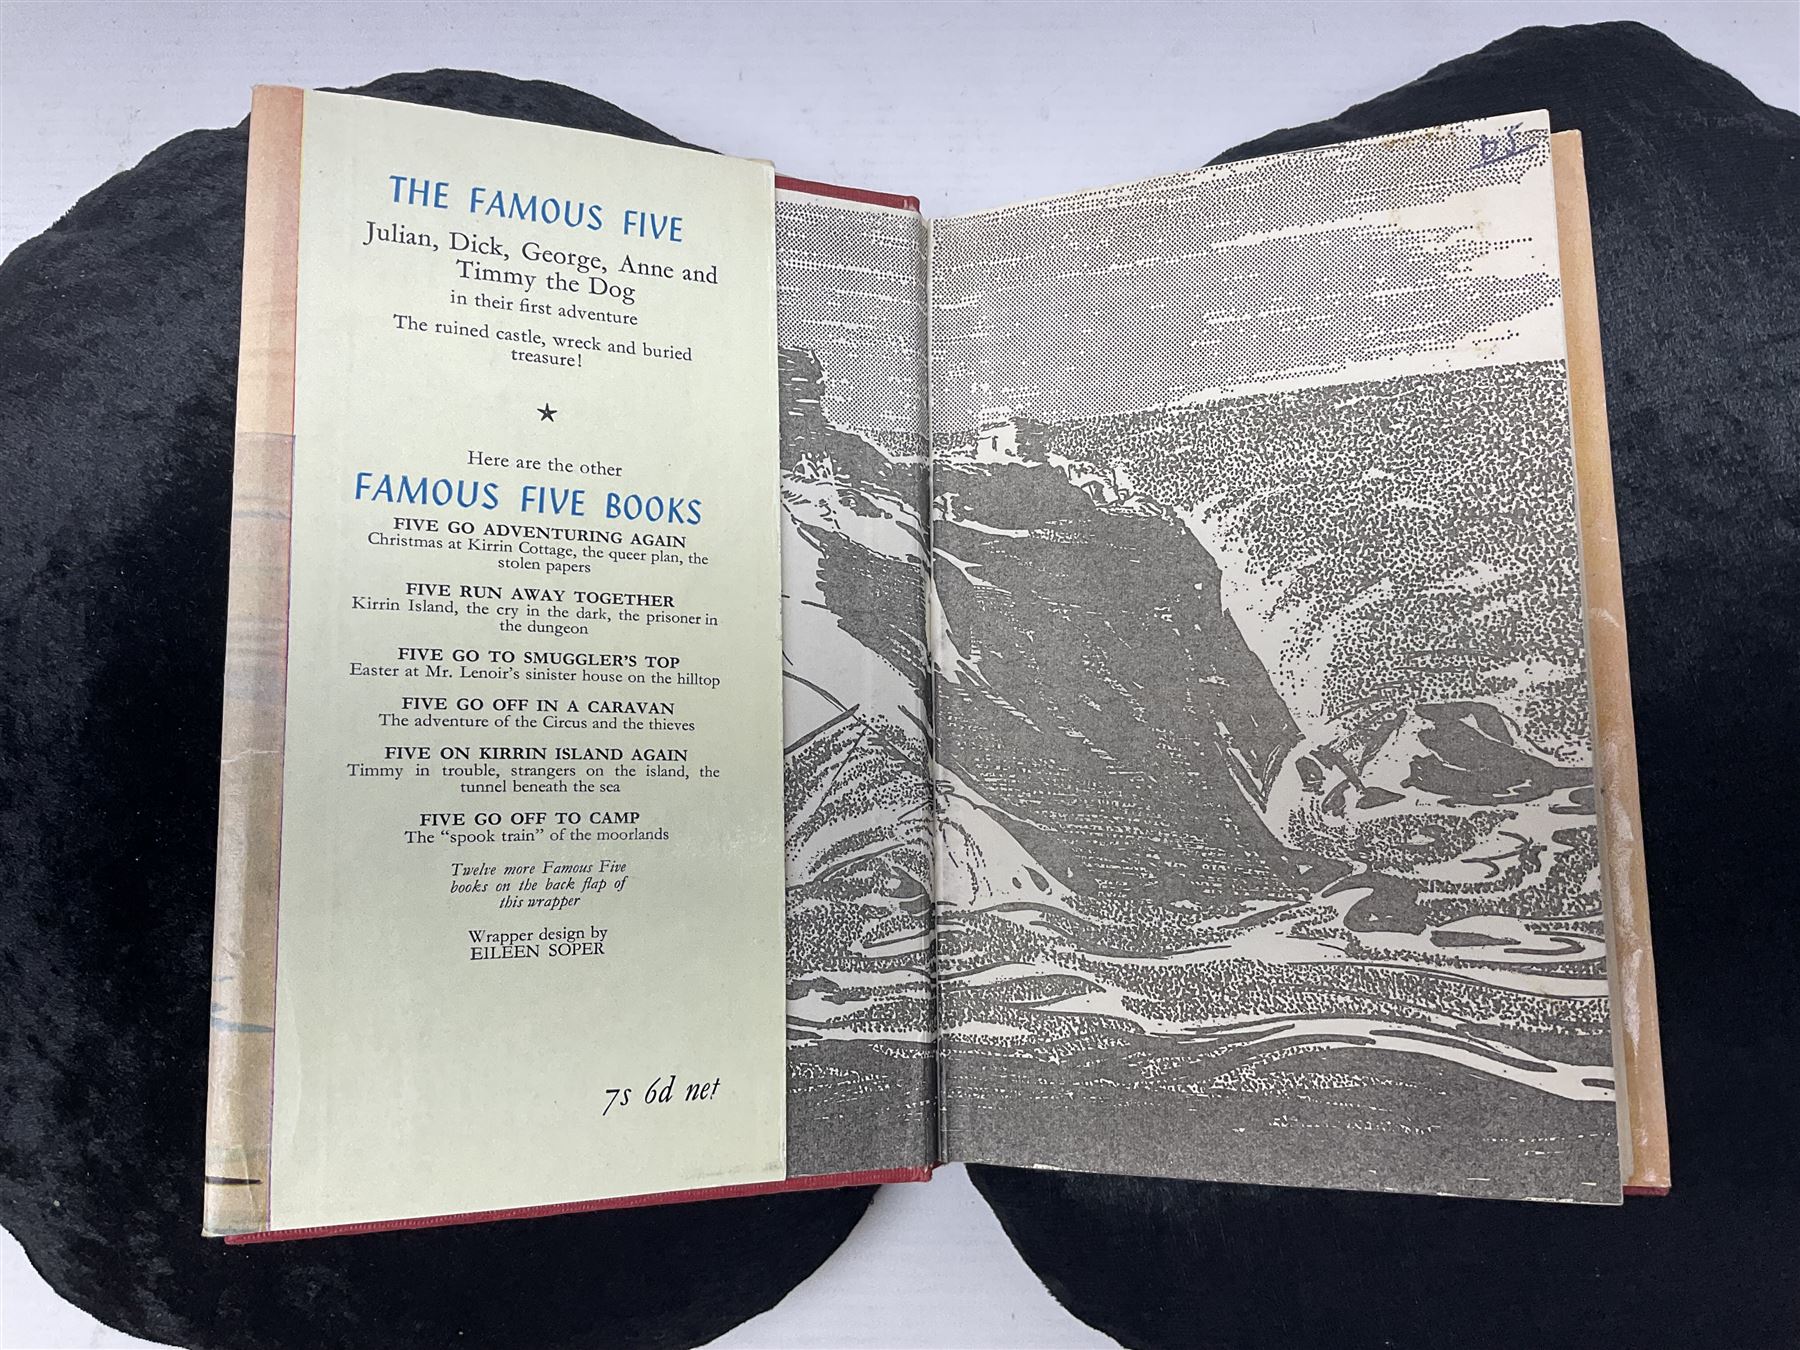 THE FAMOUS FIVE
Julian, Dick, George, Anne and
Timmy the Dog
in their first adventure
The ruined castle, wreck and buried
treasure!
★
Here are the other
FAMOUS FIVE BOOKS
FIVE GO ADVENTURING AGAIN
Christmas at Kirrin Cottage, the queer plan, the
stolen papers
FIVE RUN AWAY TOGETHER
Kirrin Island, the cry in the dark, the prisoner in
the dungeon
FIVE GO TO SMUGGLER'S TOP
Easter at Mr. Lenoir's sinister house on the hilltop
FIVE GO OFF IN A CARAVAN
The adventure of the Circus and the thieves
FIVE ON KIRRIN ISLAND AGAIN
Timmy in trouble, strangers on the island, the
tunnel beneath the sea
FIVE GO OFF TO CAMP
The "spook train" of the moorlands
Twelve more Famous Five
books on the back flap of
this wrapper
Wrapper design by
EILEEN SOPER
7s 6d net